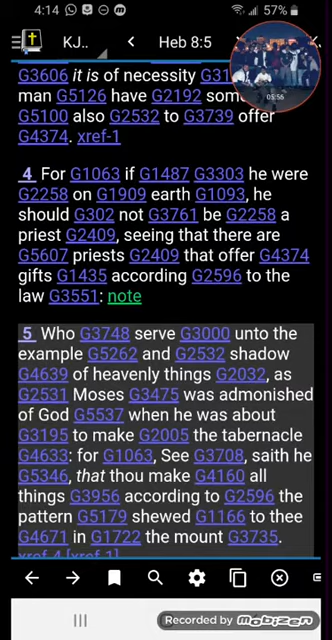 4:14
57%
KJ..
Heb 8:5
G3606 it is of necessity G31
man G5126 have G2192 som
G5100 also G2532 to G3739 offer
G4374. xref-1
05:56
4 For G1063 if G1487 G3303 he were
G2258 on G1909 earth G1093, he
should G302 not G3761 be G2258 a
priest G2409, seeing that there are
G5607 priests G2409 that offer G4374
gifts G1435 according G2596 to the
law G3551: note
5 Who G3748 serve G3000 unto the
example G5262 and G2532 shadow
G4639 of heavenly things G2032, as
G2531 Moses G3475 was admonished
of God G5537 when he was about
G3195 to make G2005 the tabernacle
G4633: for G1063, See G3708, saith he
G5346, that thou make G4160 all
things G3956 according to G2596 the
pattern G5179 shewed G1166 to thee
G4671 in G1722 the mount G3735.
xref-4 [xref-1]
Recorded by mobizen